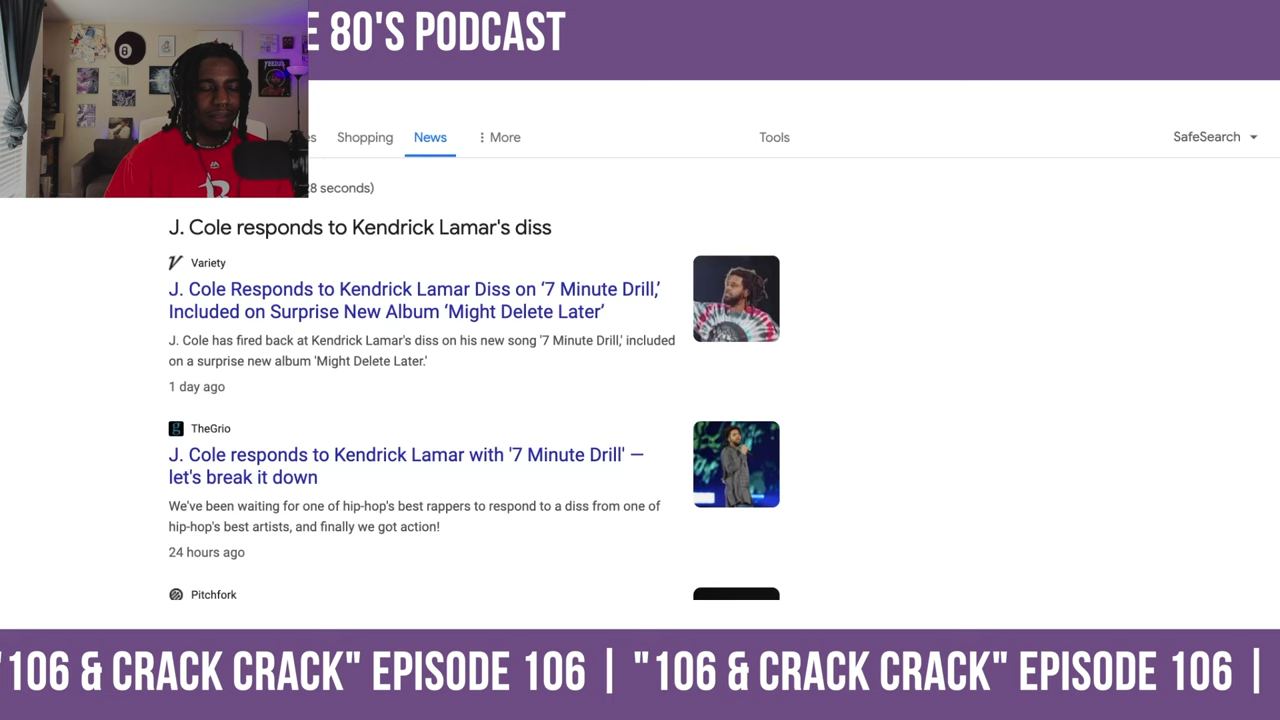 E 80'S PODCAST
es Shopping News More Tools SafeSearch
8 seconds)
J. Cole responds to Kendrick Lamar's diss
Variety
J. Cole Responds to Kendrick Lamar Diss on ‘7 Minute Drill,’
Included on Surprise New Album ‘Might Delete Later’
J. Cole has fired back at Kendrick Lamar's diss on his new song '7 Minute Drill,' included
on a surprise new album 'Might Delete Later.'
1 day ago
TheGrio
J. Cole responds to Kendrick Lamar with '7 Minute Drill' —
let's break it down
We've been waiting for one of hip-hop's best rappers to respond to a diss from one of
hip-hop's best artists, and finally we got action!
24 hours ago
Pitchfork
"106 & CRACK CRACK" EPISODE 106 | "106 & CRACK CRACK" EPISODE 106 |